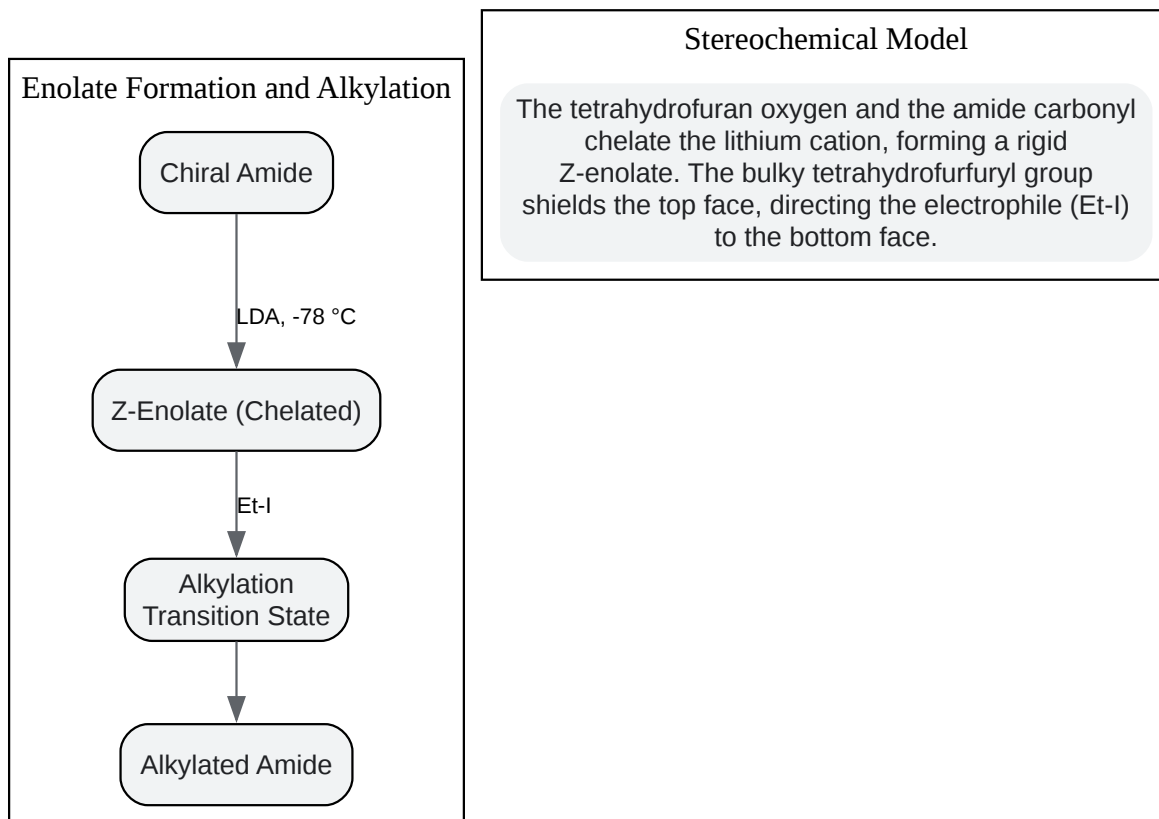 Enolate Formation and Alkylation
Chiral Amide
LDA, -78 °C
Z-Enolate (Chelated)
Et-I
Alkylation
Transition State
Alkylated Amide
Stereochemical Model
The tetrahydrofuran oxygen and the amide carbonyl
chelate the lithium cation, forming a rigid
Z-enolate. The bulky tetrahydrofurfuryl group
shields the top face, directing the electrophile (Et-I)
to the bottom face.